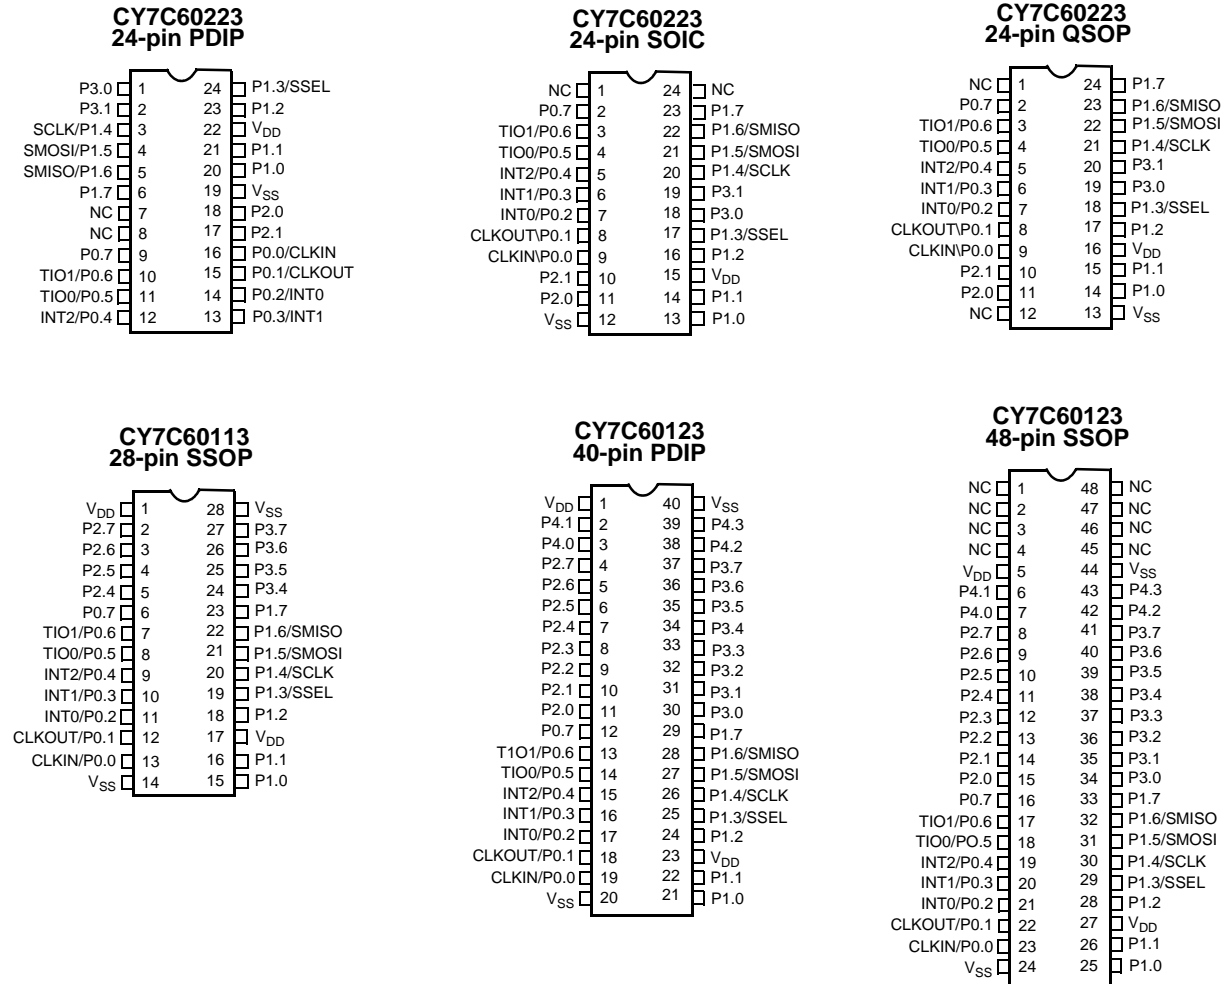 CY7C60223
24-pin PDIP
P3.0 1 24 P1.3/SSEL
P3.1 2 23 P1.2
SCLK/P1.4 3 22 VDD
SMOSI/P1.5 4 21 P1.1
SMISO/P1.6 5 20 P1.0
P1.7 6 19 VSS
NC 7 18 P2.0
NC 8 17 P2.1
P0.7 9 16 P0.0/CLKIN
TIO1/P0.6 10 15 P0.1/CLKOUT
TIO0/P0.5 11 14 P0.2/INT0
INT2/P0.4 12 13 P0.3/INT1
CY7C60223
24-pin SOIC
NC 1 24 NC
P0.7 2 23 P1.7
TIO1/P0.6 3 22 P1.6/SMISO
TIO0/P0.5 4 21 P1.5/SMOSI
INT2/P0.4 5 20 P1.4/SCLK
INT1/P0.3 6 19 P3.1
INT0/P0.2 7 18 P3.0
CLKOUT\P0.1 8 17 P1.3/SSEL
CLKIN\P0.0 9 16 P1.2
P2.1 10 15 VDD
P2.0 11 14 P1.1
VSS 12 13 P1.0
CY7C60223
24-pin QSOP
NC 1 24 P1.7
P0.7 2 23 P1.6/SMISO
TIO1/P0.6 3 22 P1.5/SMOSI
TIO0/P0.5 4 21 P1.4/SCLK
INT2/P0.4 5 20 P3.1
INT1/P0.3 6 19 P3.0
INT0/P0.2 7 18 P1.3/SSEL
CLKOUT\P0.1 8 17 P1.2
CLKIN\P0.0 9 16 VDD
P2.1 10 15 P1.1
P2.0 11 14 P1.0
NC 12 13 VSS
CY7C60113
28-pin SSOP
VDD 1 28 VSS
P2.7 2 27 P3.7
P2.6 3 26 P3.6
P2.5 4 25 P3.5
P2.4 5 24 P3.4
P0.7 6 23 P1.7
TIO1/P0.6 7 22 P1.6/SMISO
TIO0/P0.5 8 21 P1.5/SMOSI
INT2/P0.4 9 20 P1.4/SCLK
INT1/P0.3 10 19 P1.3/SSEL
INT0/P0.2 11 18 P1.2
CLKOUT/P0.1 12 17 VDD
CLKIN/P0.0 13 16 P1.1
VSS 14 15 P1.0
CY7C60123
40-pin PDIP
VDD 1 40 VSS
P4.1 2 39 P4.3
P4.0 3 38 P4.2
P2.7 4 37 P3.7
P2.6 5 36 P3.6
P2.5 6 35 P3.5
P2.4 7 34 P3.4
P2.3 8 33 P3.3
P2.2 9 32 P3.2
P2.1 10 31 P3.1
P2.0 11 30 P3.0
P0.7 12 29 P1.7
T1O1/P0.6 13 28 P1.6/SMISO
TIO0/P0.5 14 27 P1.5/SMOSI
INT2/P0.4 15 26 P1.4/SCLK
INT1/P0.3 16 25 P1.3/SSEL
INT0/P0.2 17 24 P1.2
CLKOUT/P0.1 18 23 VDD
CLKIN/P0.0 19 22 P1.1
VSS 20 21 P1.0
CY7C60123
48-pin SSOP
NC 1 48 NC
NC 2 47 NC
NC 3 46 NC
NC 4 45 NC
VDD 5 44 VSS
P4.1 6 43 P4.3
P4.0 7 42 P4.2
P2.7 8 41 P3.7
P2.6 9 40 P3.6
P2.5 10 39 P3.5
P2.4 11 38 P3.4
P2.3 12 37 P3.3
P2.2 13 36 P3.2
P2.1 14 35 P3.1
P2.0 15 34 P3.0
P0.7 16 33 P1.7
TIO1/P0.6 17 32 P1.6/SMISO
TIO0/PO.5 18 31 P1.5/SMOSI
INT2/P0.4 19 30 P1.4/SCLK
INT1/P0.3 20 29 P1.3/SSEL
INT0/P0.2 21 28 P1.2
CLKOUT/P0.1 22 27 VDD
CLKIN/P0.0 23 26 P1.1
VSS 24 25 P1.0